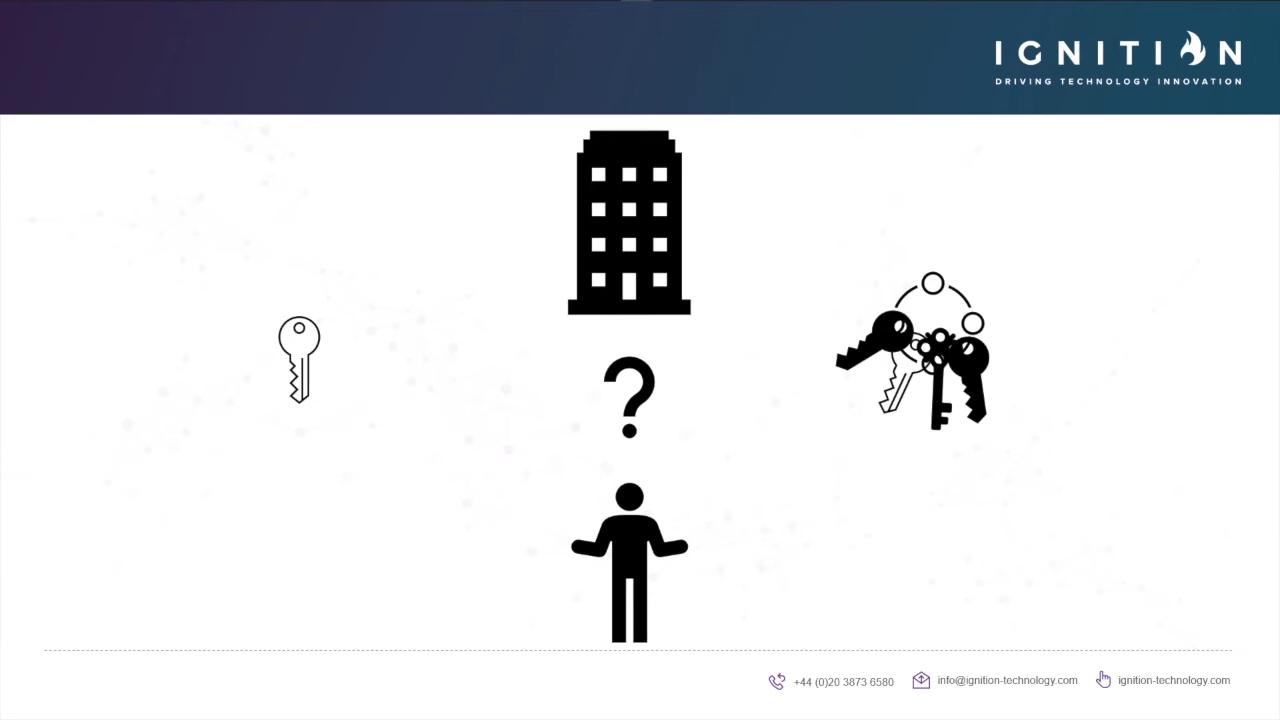 IGNITION
DRIVING TECHNOLOGY INNOVATION
?
+44 (0)20 3873 6580
info@ignition-technology.com
ignition-technology.com